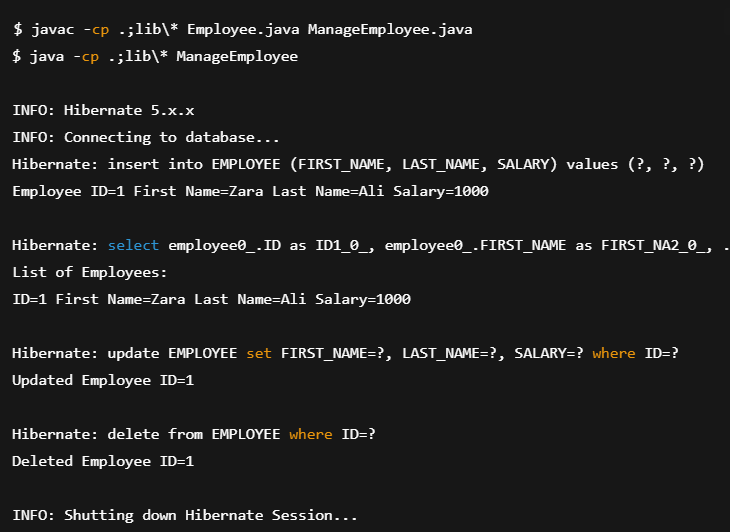 $ javac -cp .;lib\* Employee.java ManageEmployee.java
$ java -cp .;lib\* ManageEmployee
INFO: Hibernate 5.x.x
INFO: Connecting to database...
Hibernate: insert into EMPLOYEE (FIRST_NAME, LAST_NAME, SALARY) values (?, ?, ?)
Employee ID=1 First Name=Zara Last Name=Ali Salary=1000
Hibernate: select employee0_.ID as ID1_0_, employee0_.FIRST_NAME as FIRST_NA2_0_, .
List of Employees:
ID=1 First Name=Zara Last Name=Ali Salary=1000
Hibernate: update EMPLOYEE set FIRST_NAME=?, LAST_NAME=?, SALARY=? where ID=?
Updated Employee ID=1
Hibernate: delete from EMPLOYEE where ID=?
Deleted Employee ID=1
INFO: Shutting down Hibernate Session...